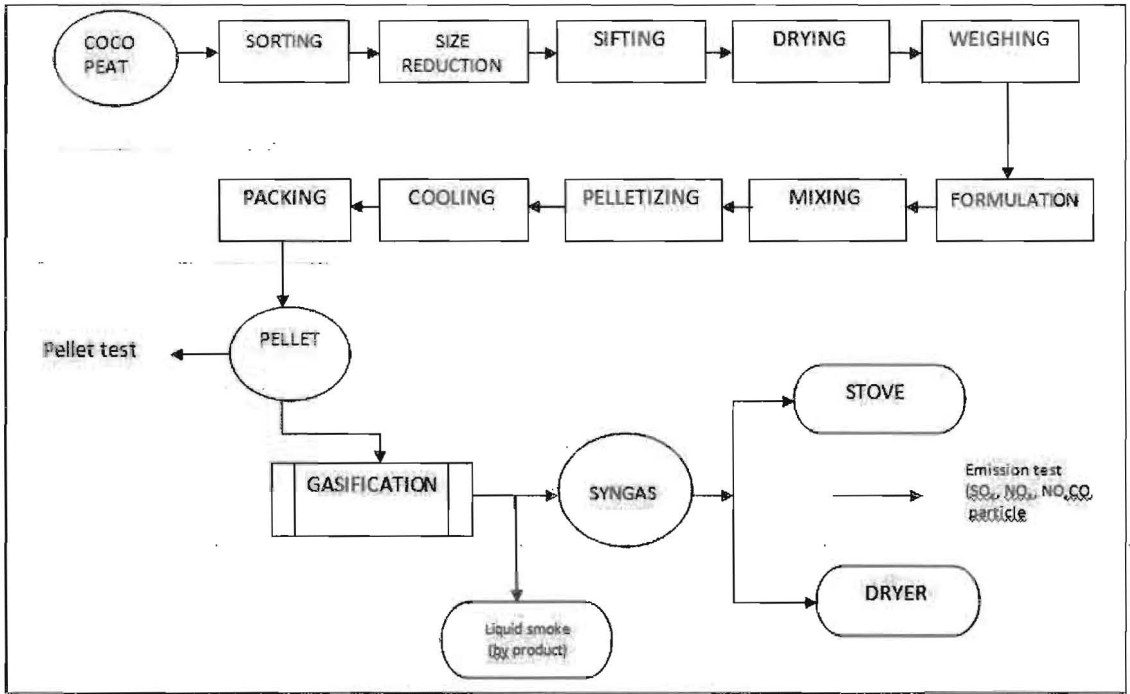 COCO
PEAT
SORTING
SIZE
REDUCTION
SIFTING
DRYING
WEIGHING
PACKING
COOLING
PELLETIZING
MIXING
FORMULATION
Pellet test
PELLET
STOVE
GASIFICATION
SYNGAS
Emission test
(SO₂, NO₂, NO,CO,
particle
DRYER
Liquid smoke
(by product)